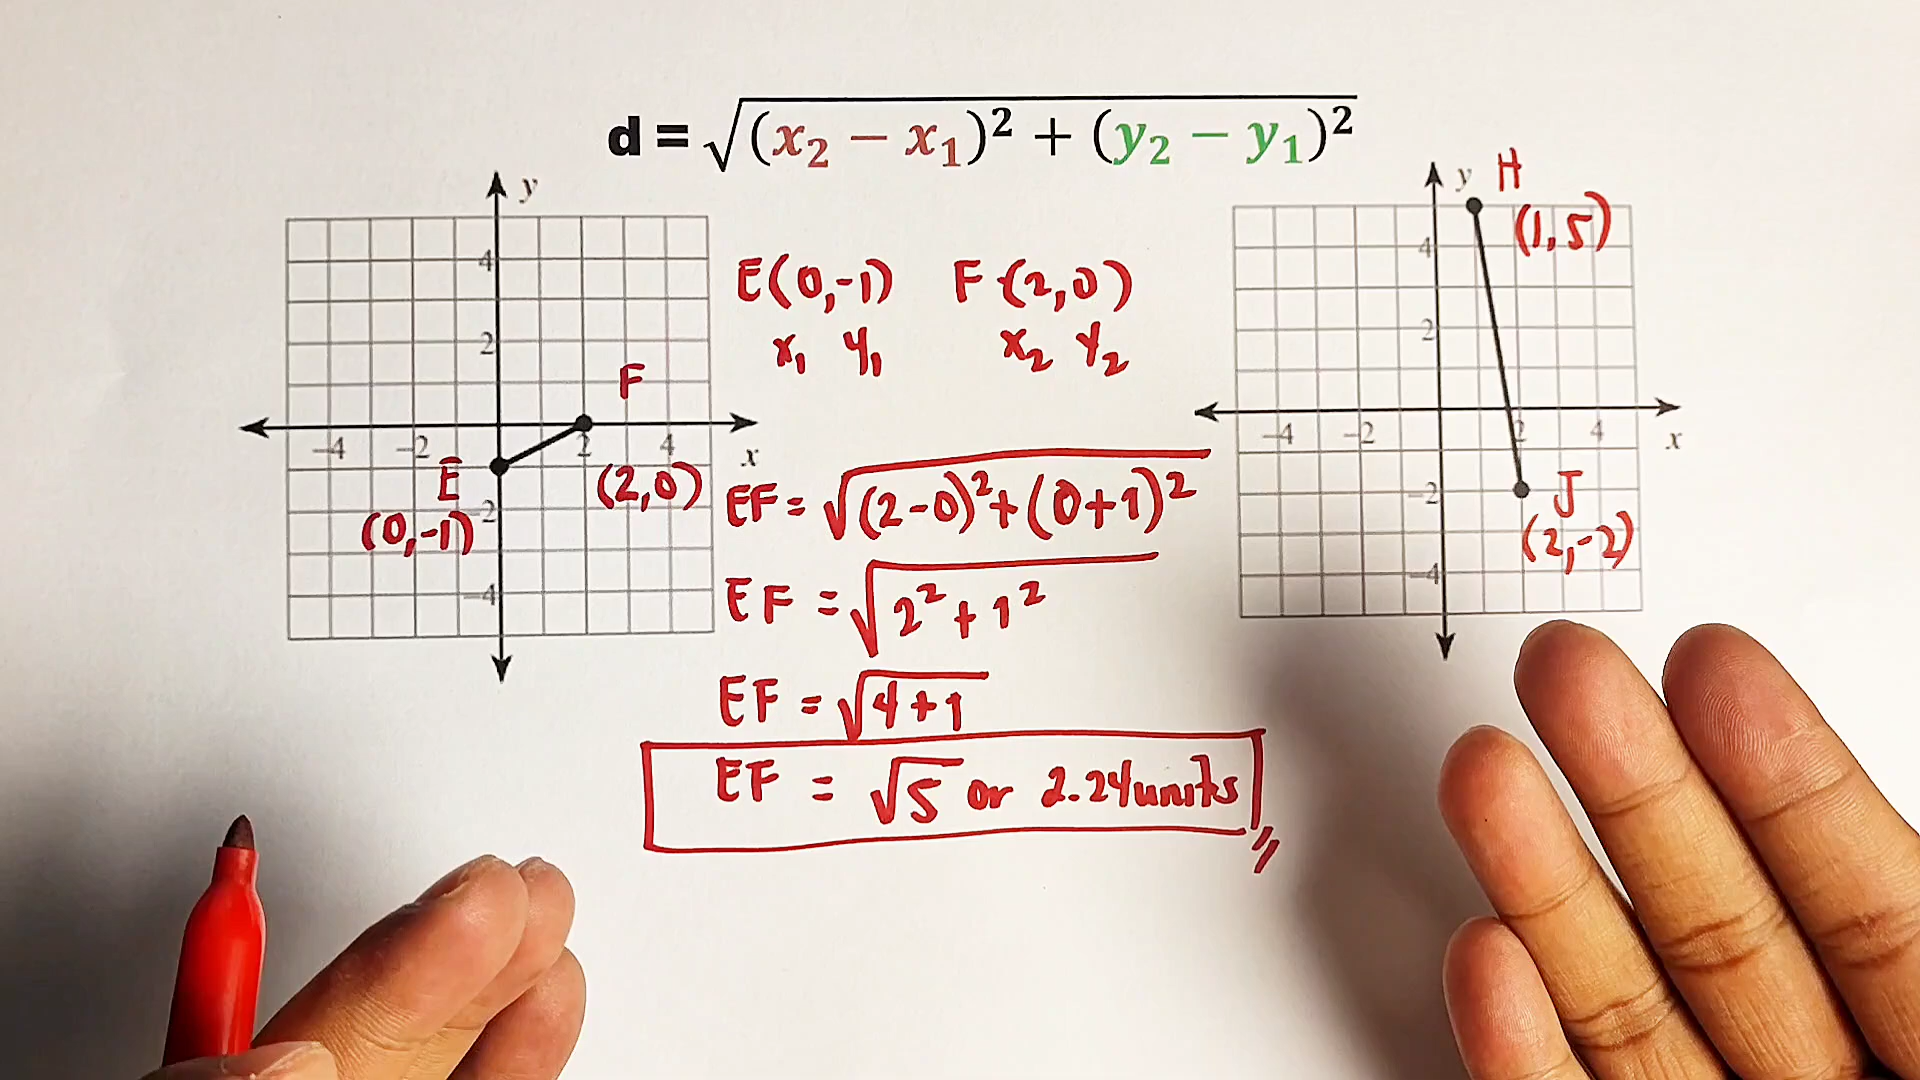 d = √(x₂ − x₁)² + (y₂ − y₁)²
y
4
2
−4 −2 2 4
x
−2
−4
F
E
(2,0)
(0,-1)
E(0,-1) F(2,0)
x₁ y₁ x₂ y₂
EF = √(2-0)²+(0+1)²
EF = √2²+1²
EF = √4+1
EF = √5 or 2.24units
y
H
(1,5)
4
2
−4 −2 2 4
x
−2
−4
J
(2,-2)